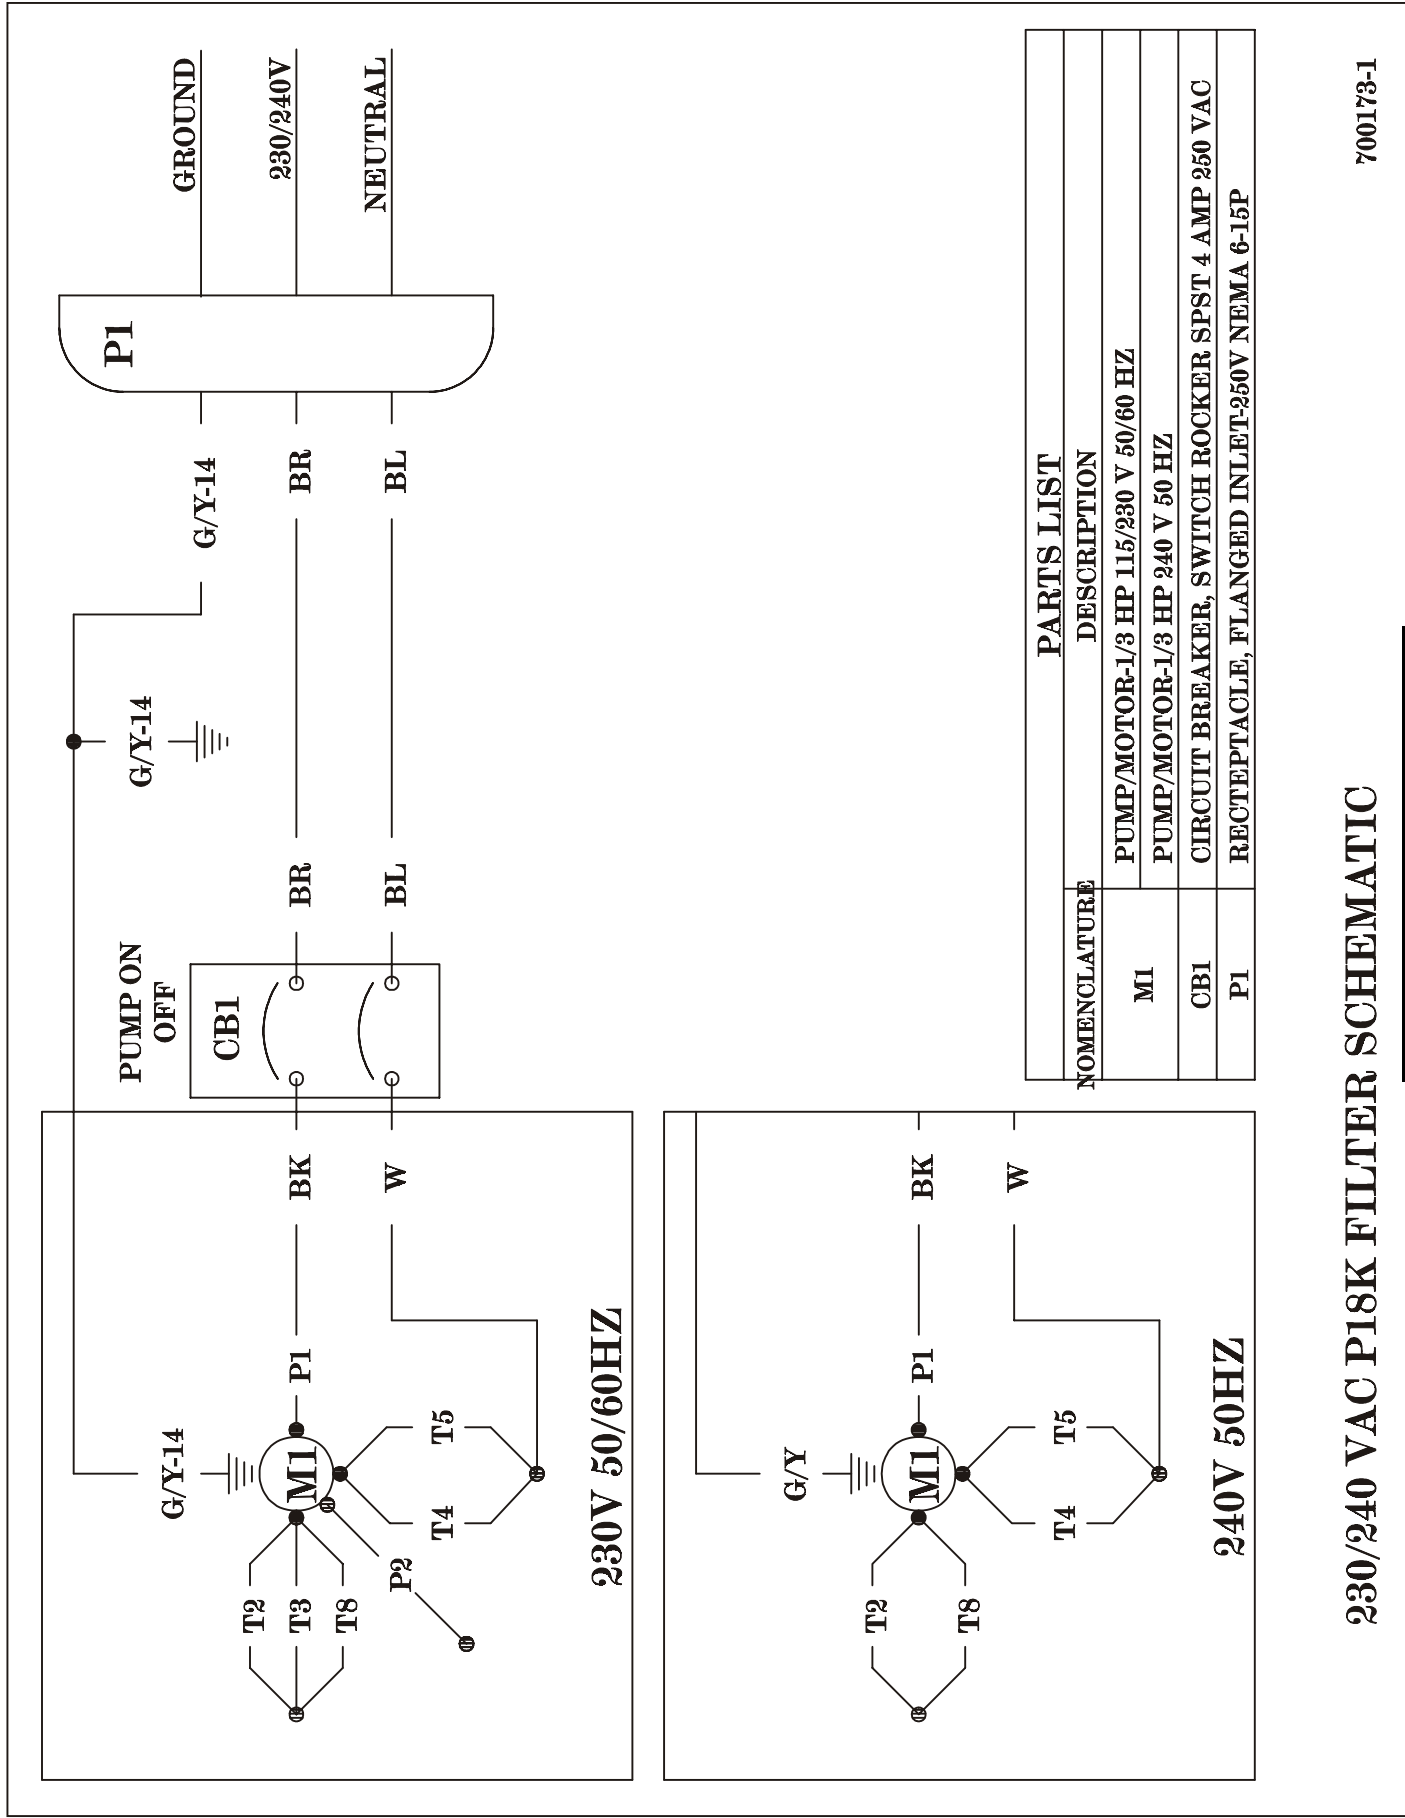 GROUND
230/240V
NEUTRAL
P1
G/Y-14
BR
BL
G/Y-14
BR
BL
PUMP ON
OFF
CB1
BK
W
P1
G/Y-14
M1
T5
T4
P2
T2
T3
T8
230V 50/60HZ
BK
W
P1
G/Y
M1
T5
T4
T2
T8
240V 50HZ
PARTS LIST
NOMENCLATURE DESCRIPTION
M1 PUMP/MOTOR-1/3 HP 115/230 V 50/60 HZ
PUMP/MOTOR-1/3 HP 240 V 50 HZ
CB1 CIRCUIT BREAKER, SWITCH ROCKER SPST 4 AMP 250 VAC
P1 RECTEPTACLE, FLANGED INLET-250V NEMA 6-15P
230/240 VAC P18K FILTER SCHEMATIC
700173-1